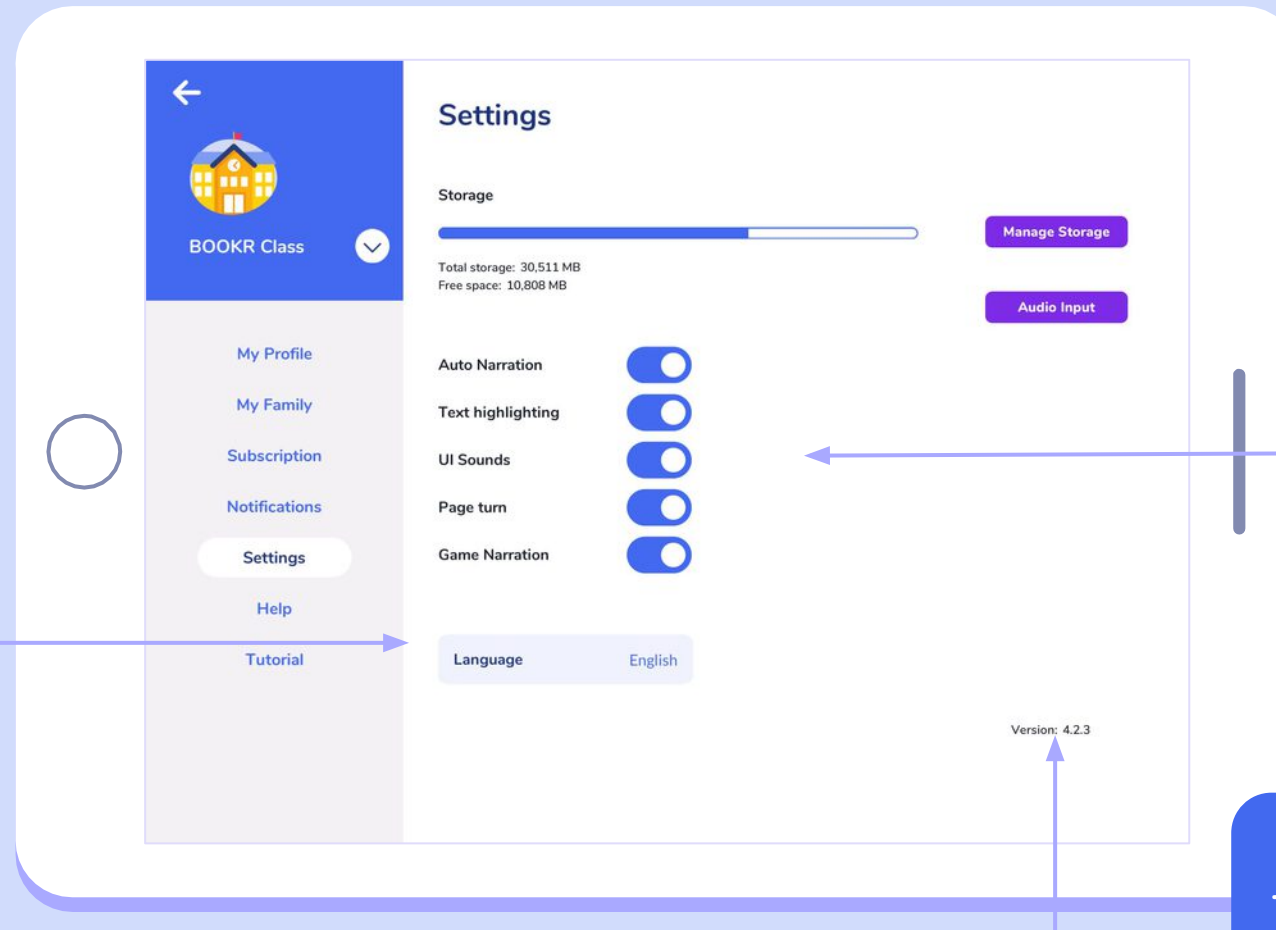 BOOKR Class
My Profile
My Family
Subscription
Notifications
Settings
Help
Tutorial
Settings
Storage
Total storage: 30,511 MB
Free space: 10,808 MB
Manage Storage
Audio Input
Auto Narration
Text highlighting
UI Sounds
Page turn
Game Narration
Language English
Version: 4.2.3